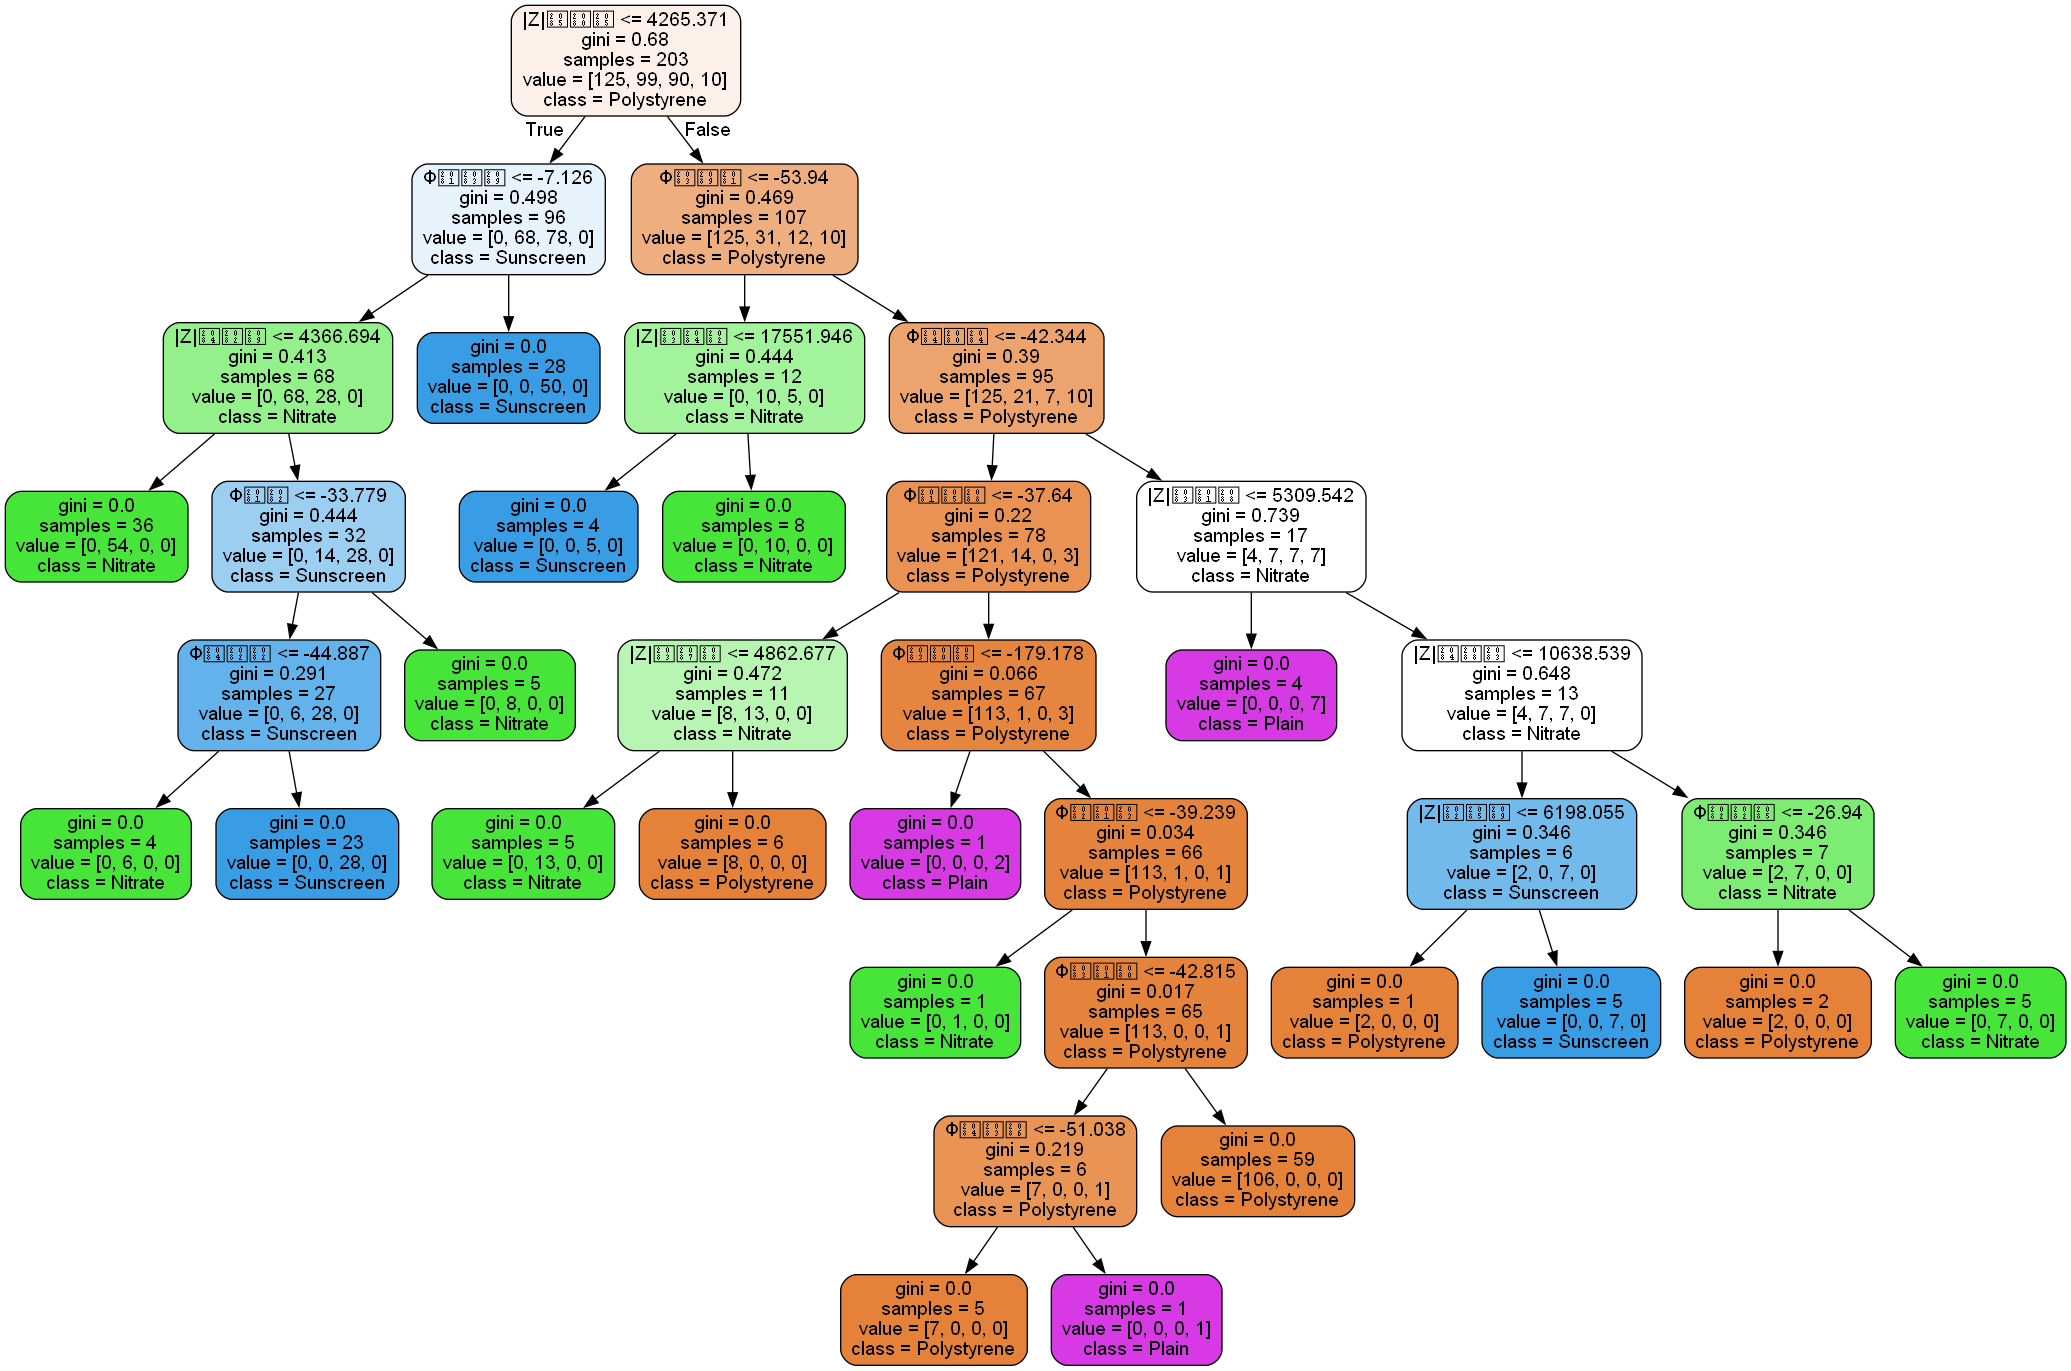 |Z| <= 4265.371
gini = 0.68
samples = 203
value = [125, 99, 90, 10]
class = Polystyrene
True
False
Φ <= -7.126
gini = 0.498
samples = 96
value = [0, 68, 78, 0]
class = Sunscreen
Φ <= -53.94
gini = 0.469
samples = 107
value = [125, 31, 12, 10]
class = Polystyrene
|Z| <= 4366.694
gini = 0.413
samples = 68
value = [0, 68, 28, 0]
class = Nitrate
gini = 0.0
samples = 28
value = [0, 0, 50, 0]
class = Sunscreen
|Z| <= 17551.946
gini = 0.444
samples = 12
value = [0, 10, 5, 0]
class = Nitrate
Φ <= -42.344
gini = 0.39
samples = 95
value = [125, 21, 7, 10]
class = Polystyrene
gini = 0.0
samples = 36
value = [0, 54, 0, 0]
class = Nitrate
Φ <= -33.779
gini = 0.444
samples = 32
value = [0, 14, 28, 0]
class = Sunscreen
gini = 0.0
samples = 4
value = [0, 0, 5, 0]
class = Sunscreen
gini = 0.0
samples = 8
value = [0, 10, 0, 0]
class = Nitrate
Φ <= -37.64
gini = 0.22
samples = 78
value = [121, 14, 0, 3]
class = Polystyrene
|Z| <= 5309.542
gini = 0.739
samples = 17
value = [4, 7, 7, 7]
class = Nitrate
Φ <= -44.887
gini = 0.291
samples = 27
value = [0, 6, 28, 0]
class = Sunscreen
gini = 0.0
samples = 5
value = [0, 8, 0, 0]
class = Nitrate
|Z| <= 4862.677
gini = 0.472
samples = 11
value = [8, 13, 0, 0]
class = Nitrate
Φ <= -179.178
gini = 0.066
samples = 67
value = [113, 1, 0, 3]
class = Polystyrene
gini = 0.0
samples = 4
value = [0, 0, 0, 7]
class = Plain
|Z| <= 10638.539
gini = 0.648
samples = 13
value = [4, 7, 7, 0]
class = Nitrate
gini = 0.0
samples = 4
value = [0, 6, 0, 0]
class = Nitrate
gini = 0.0
samples = 23
value = [0, 0, 28, 0]
class = Sunscreen
gini = 0.0
samples = 5
value = [0, 13, 0, 0]
class = Nitrate
gini = 0.0
samples = 6
value = [8, 0, 0, 0]
class = Polystyrene
gini = 0.0
samples = 1
value = [0, 0, 0, 2]
class = Plain
Φ <= -39.239
gini = 0.034
samples = 66
value = [113, 1, 0, 1]
class = Polystyrene
|Z| <= 6198.055
gini = 0.346
samples = 6
value = [2, 0, 7, 0]
class = Sunscreen
Φ <= -26.94
gini = 0.346
samples = 7
value = [2, 7, 0, 0]
class = Nitrate
gini = 0.0
samples = 1
value = [0, 1, 0, 0]
class = Nitrate
Φ <= -42.815
gini = 0.017
samples = 65
value = [113, 0, 0, 1]
class = Polystyrene
gini = 0.0
samples = 1
value = [2, 0, 0, 0]
class = Polystyrene
gini = 0.0
samples = 5
value = [0, 0, 7, 0]
class = Sunscreen
gini = 0.0
samples = 2
value = [2, 0, 0, 0]
class = Polystyrene
gini = 0.0
samples = 5
value = [0, 7, 0, 0]
class = Nitrate
Φ <= -51.038
gini = 0.219
samples = 6
value = [7, 0, 0, 1]
class = Polystyrene
gini = 0.0
samples = 59
value = [106, 0, 0, 0]
class = Polystyrene
gini = 0.0
samples = 5
value = [7, 0, 0, 0]
class = Polystyrene
gini = 0.0
samples = 1
value = [0, 0, 0, 1]
class = Plain